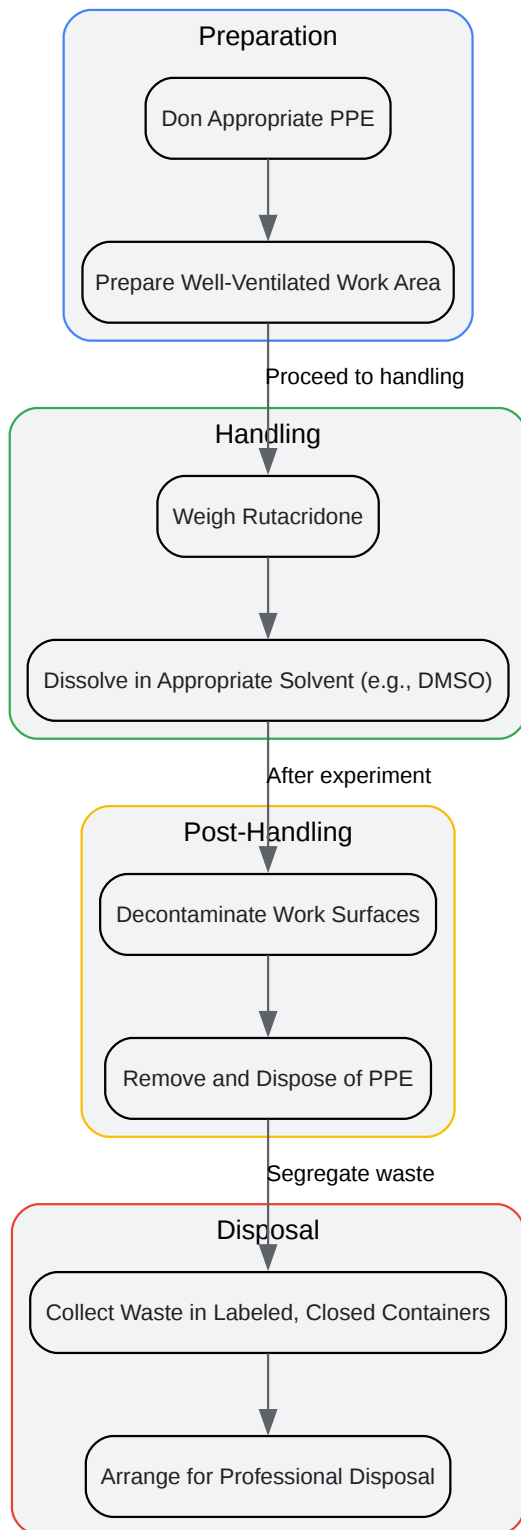 Preparation
Don Appropriate PPE
Prepare Well-Ventilated Work Area
Proceed to handling
Handling
Weigh Rutacridone
Dissolve in Appropriate Solvent (e.g., DMSO)
After experiment
Post-Handling
Decontaminate Work Surfaces
Remove and Dispose of PPE
Segregate waste
Disposal
Collect Waste in Labeled, Closed Containers
Arrange for Professional Disposal